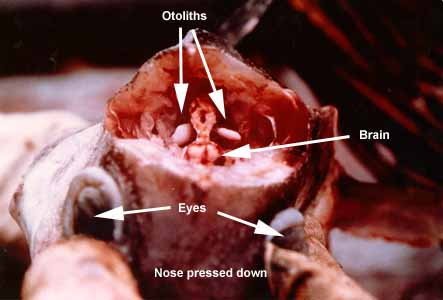 Otoliths
Brain
Eyes
Nose pressed down